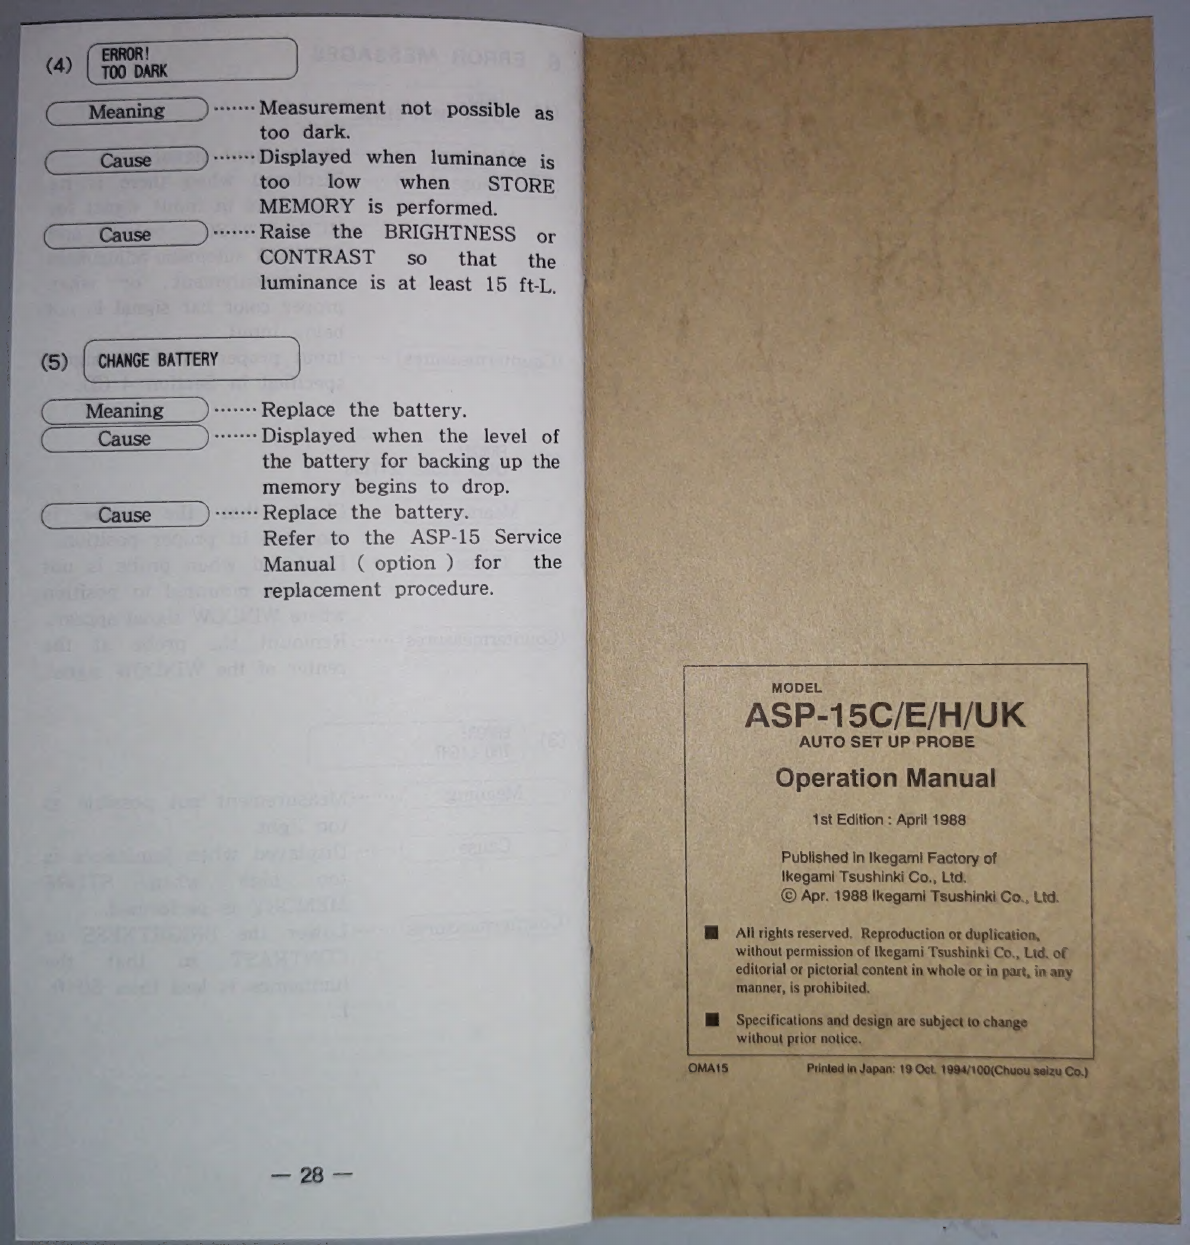 (4) ERROR!
TOO DARK
Meaning ······· Measurement not possible as
too dark.
Cause ······· Displayed when luminance is
too low when STORE
MEMORY is performed.
Cause ······· Raise the BRIGHTNESS or
CONTRAST so that the
luminance is at least 15 ft-L.
(5) CHANGE BATTERY
Meaning ······· Replace the battery.
Cause ······· Displayed when the level of
the battery for backing up the
memory begins to drop.
Cause ······· Replace the battery.
Refer to the ASP-15 Service
Manual ( option ) for the
replacement procedure.
— 28 —
MODEL
ASP-15C/E/H/UK
AUTO SET UP PROBE
Operation Manual
1st Edition : April 1988
Published in Ikegami Factory of
Ikegami Tsushinki Co., Ltd.
© Apr. 1988 Ikegami Tsushinki Co., Ltd.
■ All rights reserved. Reproduction or duplication,
without permission of Ikegami Tsushinki Co., Ltd. of
editorial or pictorial content in whole or in part, in any
manner, is prohibited.
■ Specifications and design are subject to change
without prior notice.
OMA15 Printed in Japan: 19 Oct. 1994/100(Chuou seizu Co.)